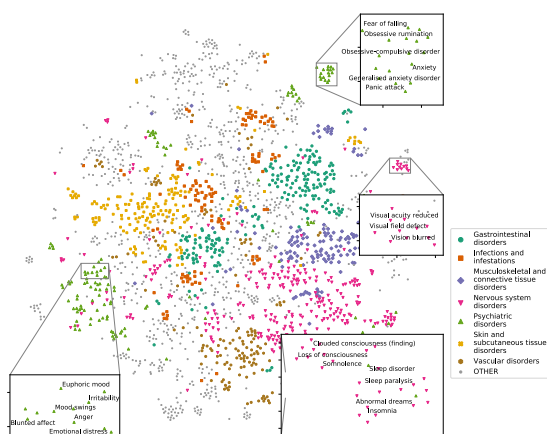 Fear of falling
Obsessive rumination
Obsessive-compulsive disorder
Anxiety
Generalised anxiety disorder
Panic attack
Visual acuity reduced
Visual field defect
Vision blurred
Gastrointestinal
disorders
Infections and
infestations
Musculoskeletal and
connective tissue
disorders
Nervous system
disorders
Psychiatric
disorders
Skin and
subcutaneous tissue
disorders
Vascular disorders
OTHER
Clouded consciousness (finding)
Loss of consciousness
Somnolence
Sleep disorder
Sleep paralysis
Abnormal dreams
Insomnia
Euphoric mood
Irritability
Mood swings
Anger
Blunted affect
Emotional distress